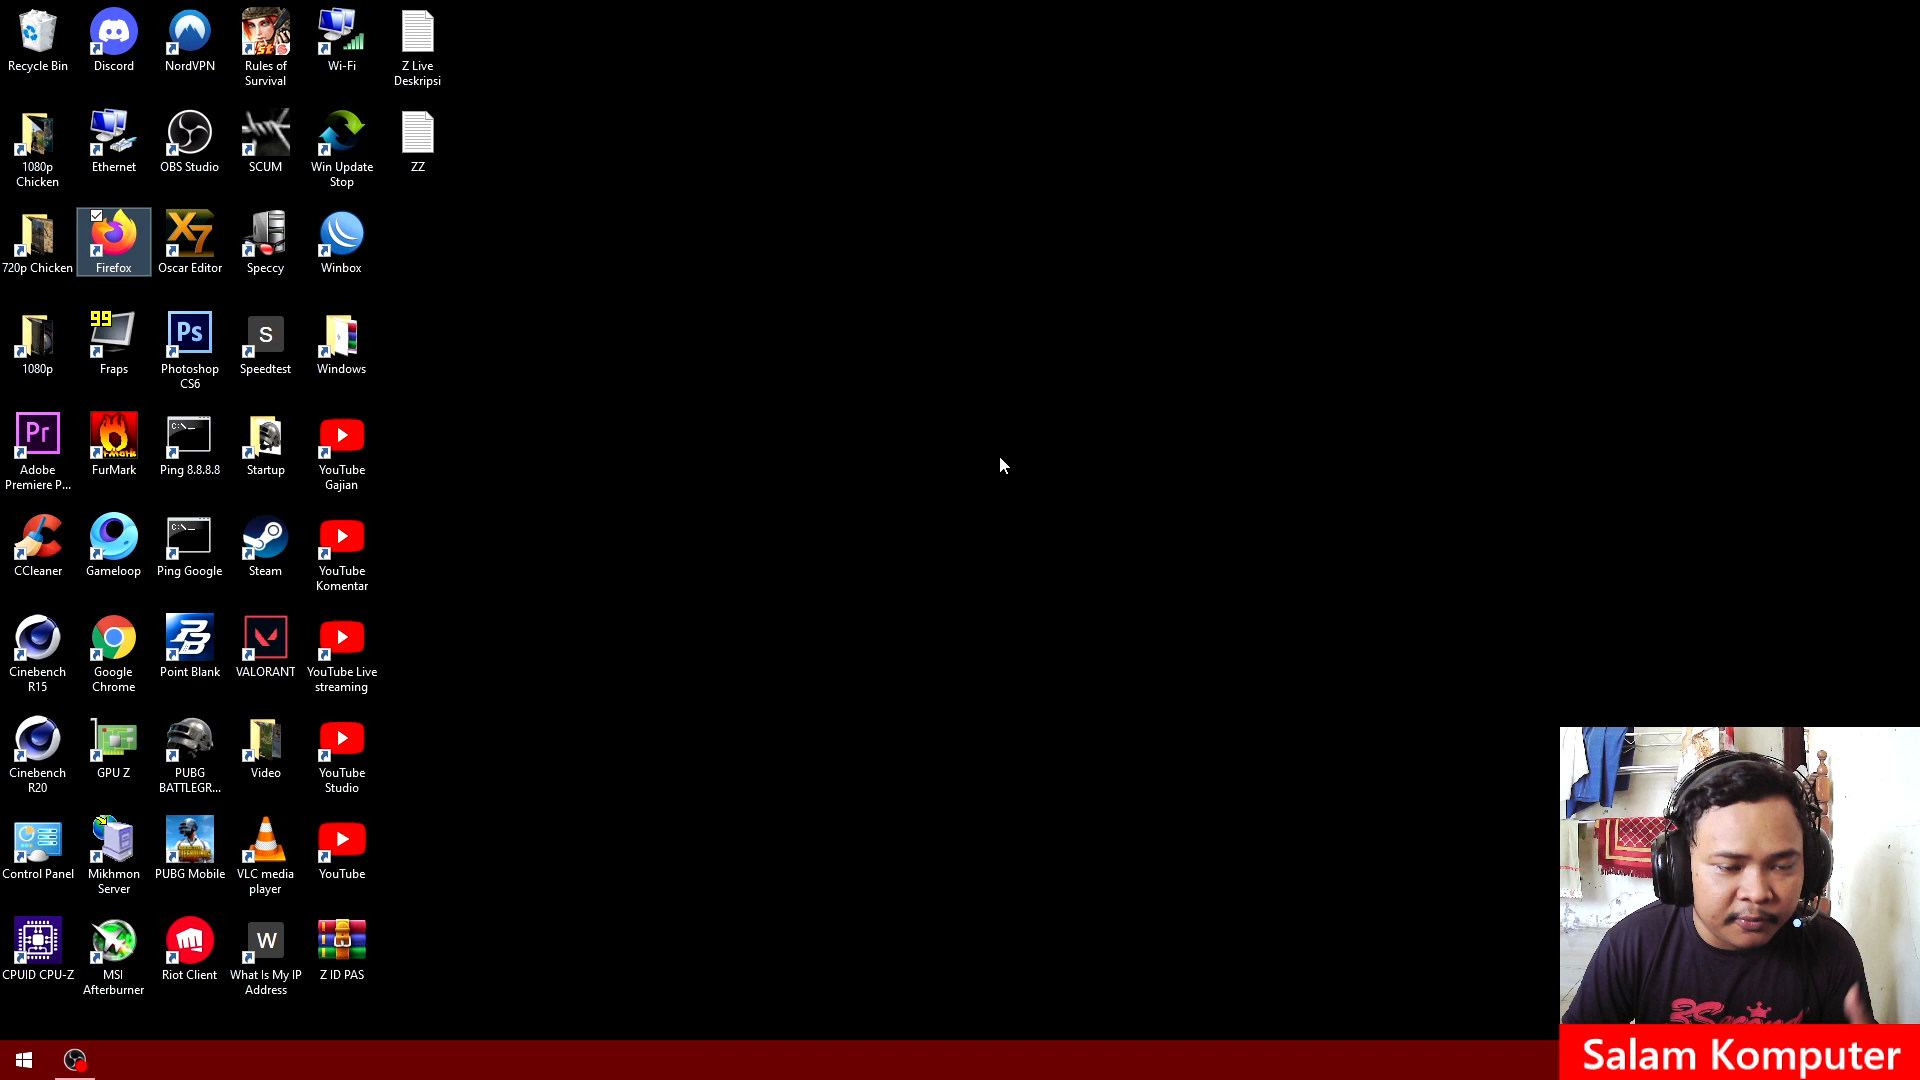 Recycle Bin
Discord
NordVPN
Rules of
Survival
Wi-Fi
Z Live
Deskripsi
1080p
Chicken
Ethernet
OBS Studio
SCUM
Win Update
Stop
ZZ
720p Chicken
Firefox
X7
Oscar Editor
Speccy
Winbox
1080p
99
Fraps
Ps
Photoshop
CS6
S
Speedtest
Windows
Pr
Adobe
Premiere P...
FurMark
C:\_
Ping 8.8.8.8
Startup
YouTube
Gajian
CCleaner
Gameloop
C:\_
Ping Google
Steam
YouTube
Komentar
Cinebench
R15
Google
Chrome
PB
Point Blank
VALORANT
YouTube Live
streaming
Cinebench
R20
GPU Z
PUBG
BATTLEGR...
Video
YouTube
Studio
Control Panel
Mikhmon
Server
PUBG Mobile
VLC media
player
YouTube
CPUID CPU-Z
MSI
Afterburner
Riot Client
W
What Is My IP
Address
Z ID PAS
Salam Komputer